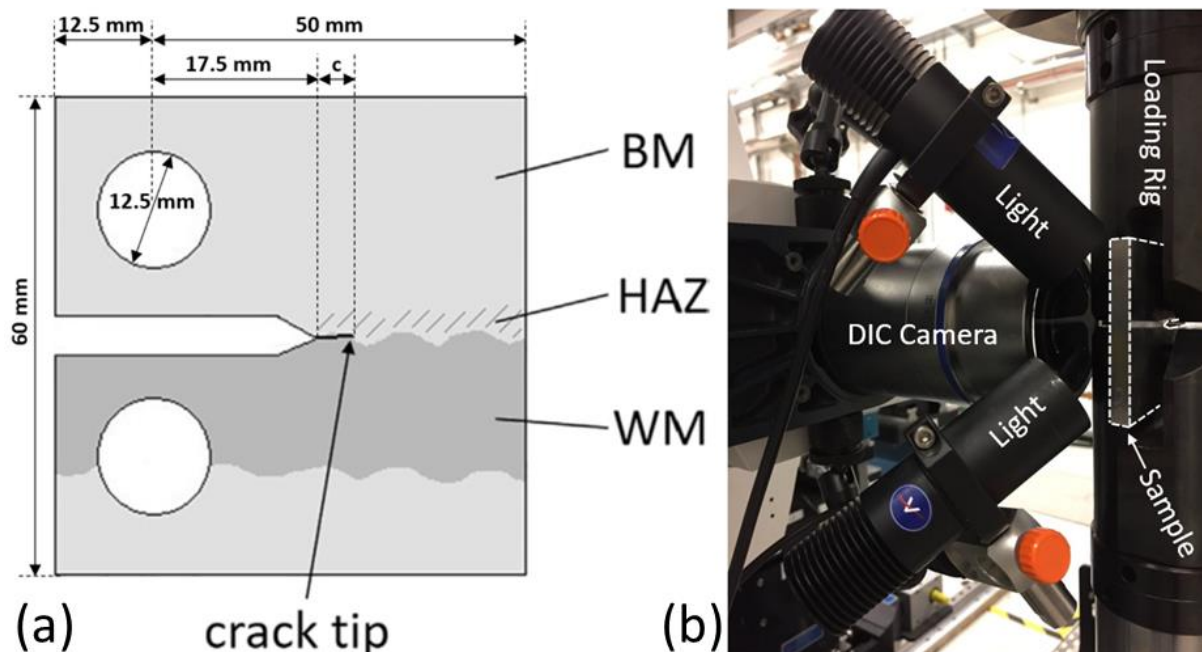 12.5 mm
50 mm
17.5 mm
c
60 mm
12.5 mm
BM
HAZ
WM
crack tip
(a)
Loading Rig
Light
DIC Camera
Light
Sample
(b)